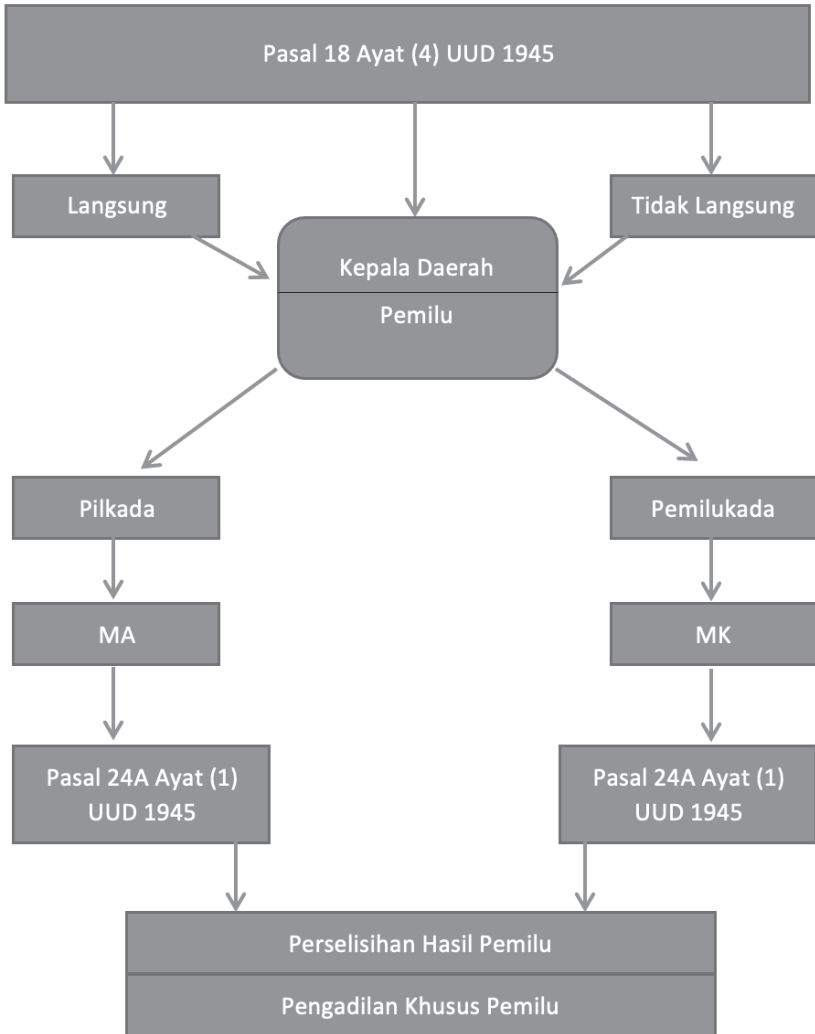 Pasal 18 Ayat (4) UUD 1945
Langsung
Tidak Langsung
Kepala Daerah
Pemilu
Pilkada
Pemilukada
MA
MK
Pasal 24A Ayat (1)
UUD 1945
Pasal 24A Ayat (1)
UUD 1945
Perselisihan Hasil Pemilu
Pengadilan Khusus Pemilu